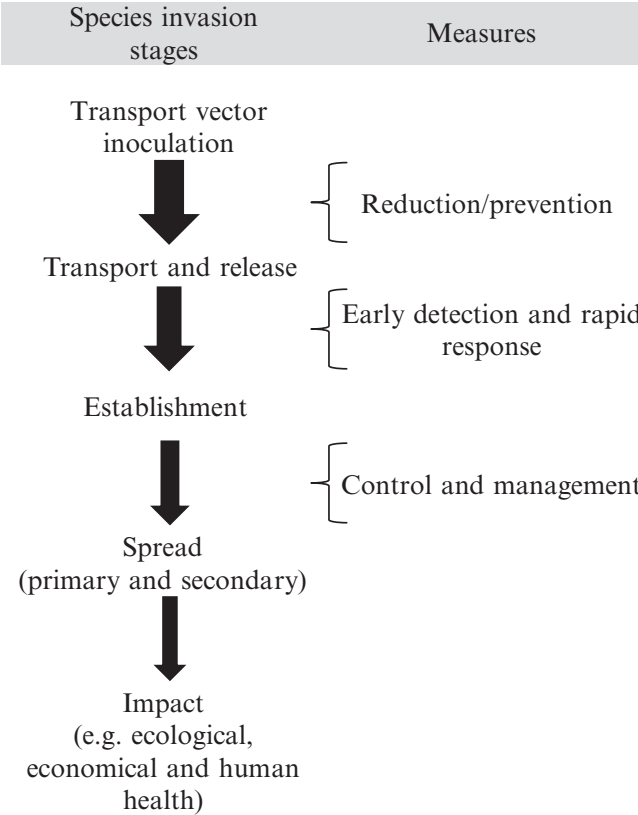 Species invasion
stages
Measures
Transport vector
inoculation
Reduction/prevention
Transport and release
Early detection and rapid
response
Establishment
Control and management
Spread
(primary and secondary)
Impact
(e.g. ecological,
economical and human
health)